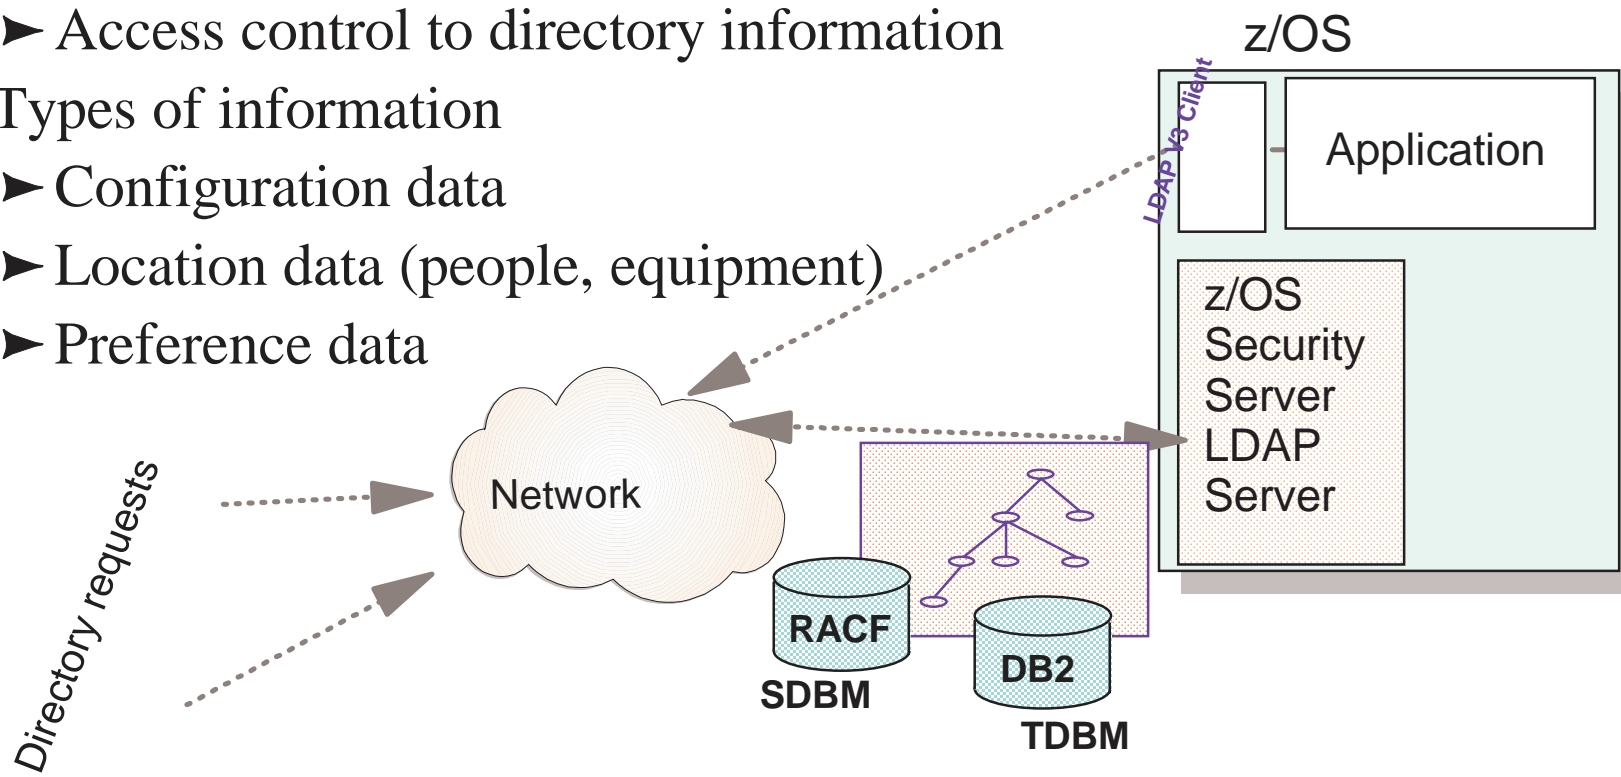 ➤ Access control to directory information
Types of information
➤ Configuration data
➤ Location data (people, equipment)
➤ Preference data
z/OS
LDAP V3 Client
Application
z/OS
Security
Server
LDAP
Server
Network
Directory requests
RACF
SDBM
DB2
TDBM